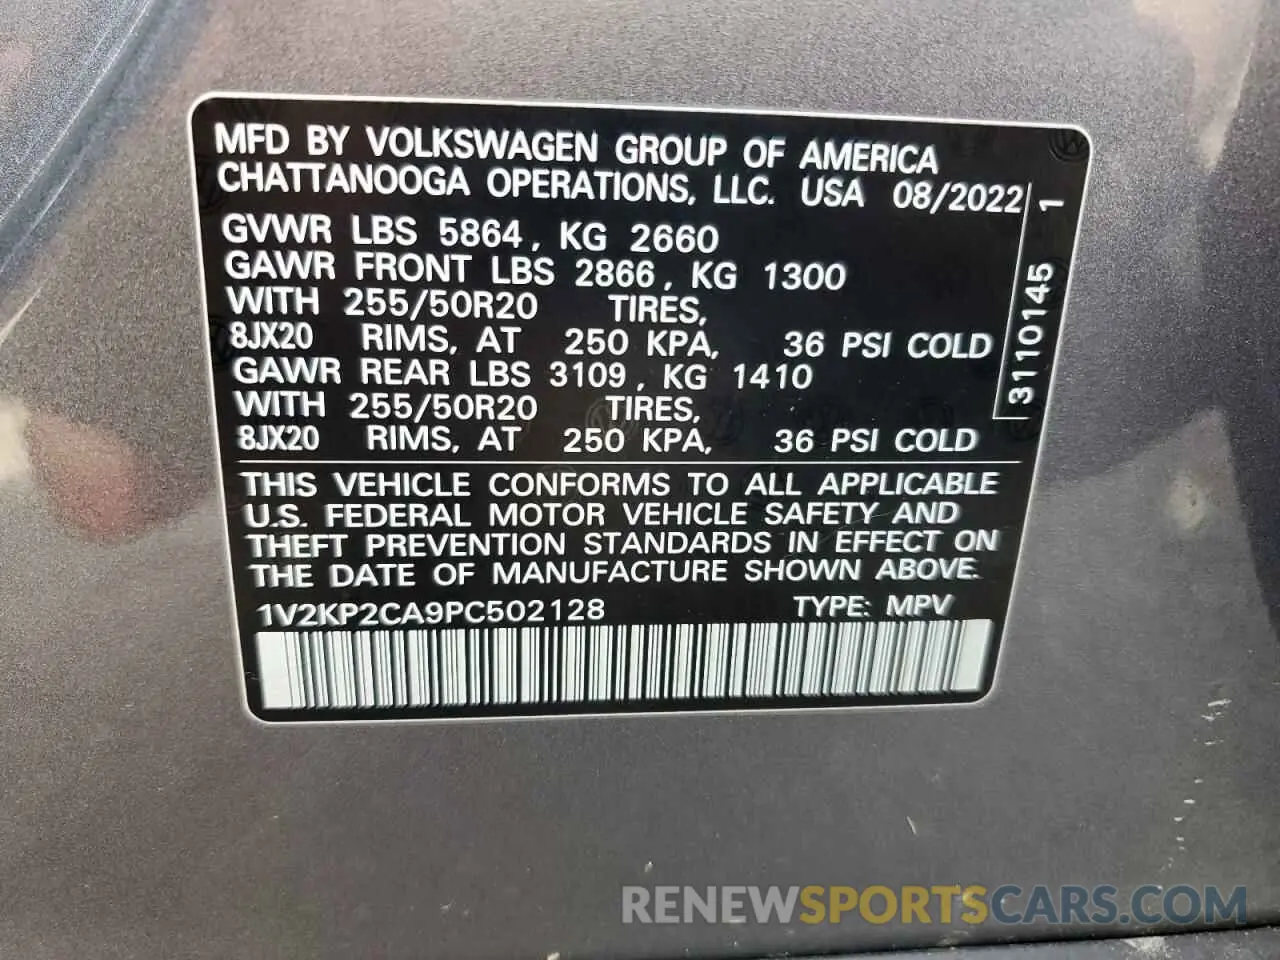 MFD BY VOLKSWAGEN GROUP OF AMERICA
CHATTANOOGA OPERATIONS, LLC. USA 08/2022
GVWR LBS 5864, KG 2660
GAWR FRONT LBS 2866, KG 1300
WITH 255/50R20 TIRES,
8JX20 RIMS, AT 250 KPA, 36 PSI COLD
GAWR REAR LBS 3109, KG 1410
WITH 255/50R20 TIRES,
8JX20 RIMS, AT 250 KPA, 36 PSI COLD
3110145 1
THIS VEHICLE CONFORMS TO ALL APPLICABLE
U.S. FEDERAL MOTOR VEHICLE SAFETY AND
THEFT PREVENTION STANDARDS IN EFFECT ON
THE DATE OF MANUFACTURE SHOWN ABOVE.
1V2KP2CA9PC502128 TYPE: MPV
RENEWSPORTSCARS.COM